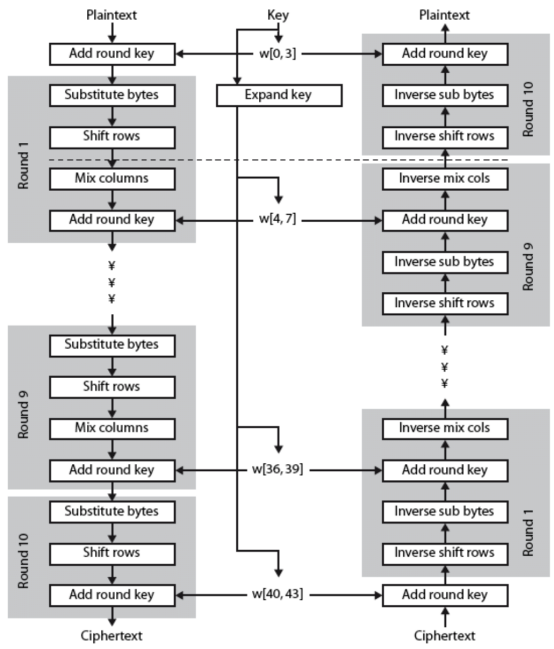 Plaintext
Add round key
Round 1
Substitute bytes
Shift rows
Mix columns
Add round key
¥
¥
¥
Round 9
Substitute bytes
Shift rows
Mix columns
Add round key
Round 10
Substitute bytes
Shift rows
Add round key
Ciphertext
Key
w[0, 3]
Expand key
w[4, 7]
w[36, 39]
w[40, 43]
Plaintext
Add round key
Inverse sub bytes
Inverse shift rows
Round 10
Inverse mix cols
Add round key
Inverse sub bytes
Inverse shift rows
Round 9
¥
¥
¥
Inverse mix cols
Add round key
Inverse sub bytes
Inverse shift rows
Round 1
Add round key
Ciphertext